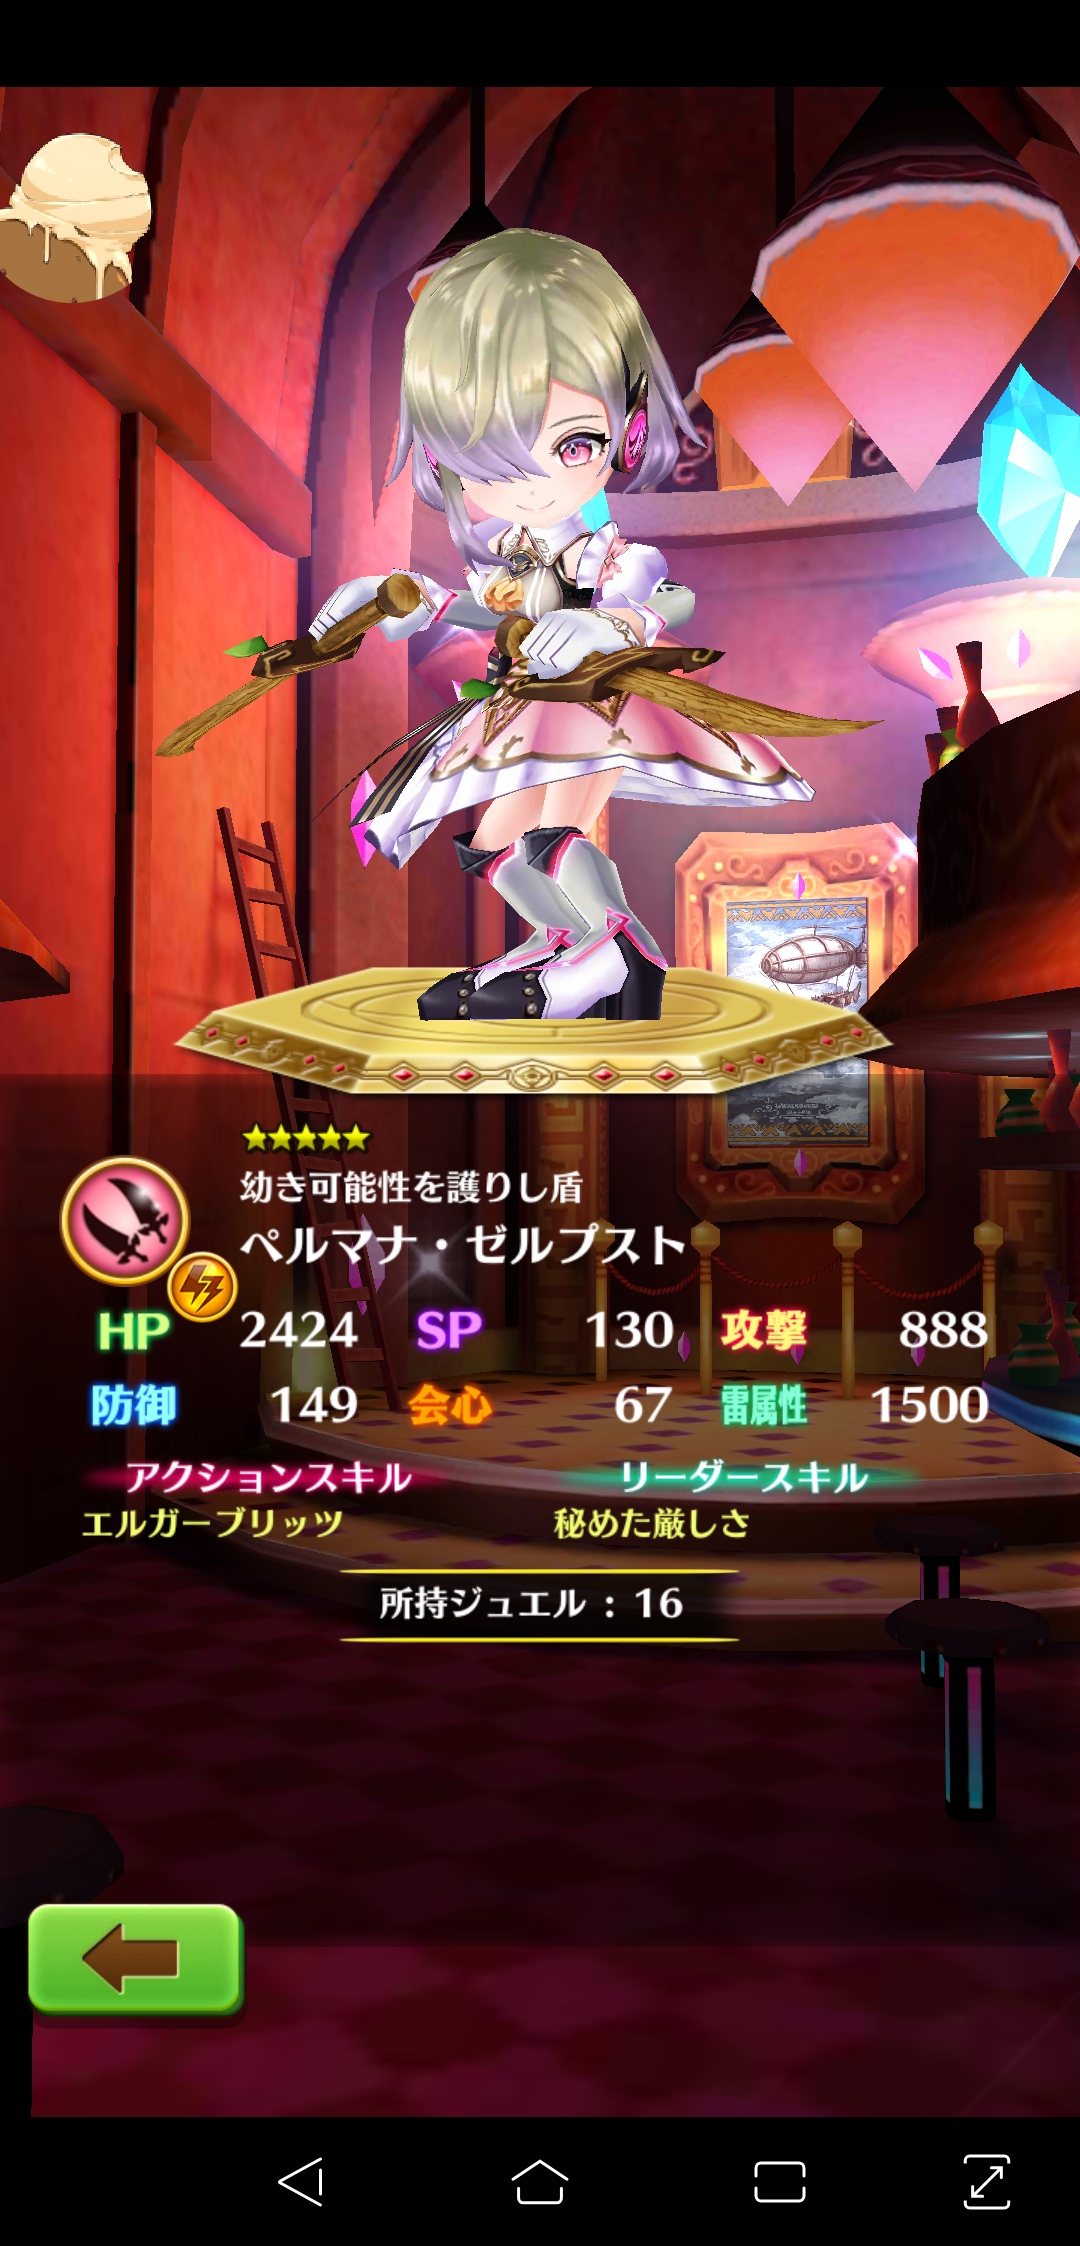 幼き可能性を護りし盾
ペルマナ・ゼルプスト
HP 2424 SP 130 攻撃 888
防御 149 会心 67 雷属性 1500
アクションスキル リーダースキル
エルガーブリッツ 秘めた厳しさ
所持ジュエル : 16